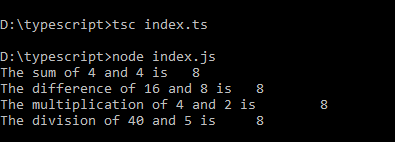 D:\typescript>tsc index.ts
D:\typescript>node index.js
The sum of 4 and 4 is   8
The difference of 16 and 8 is   8
The multiplication of 4 and 2 is        8
The division of 40 and 5 is     8